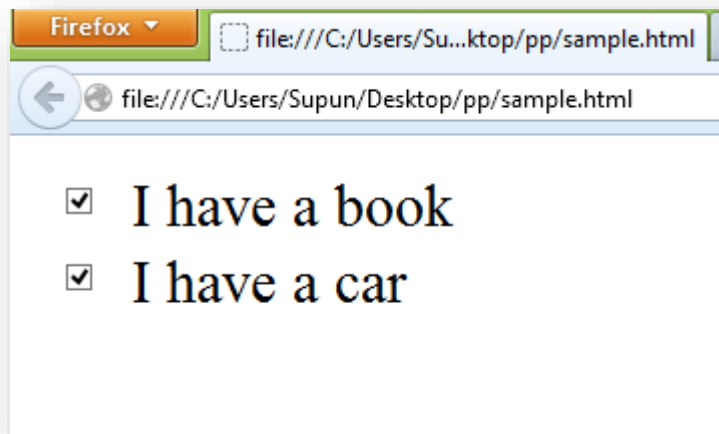 Firefox
file:///C:/Users/Su...ktop/pp/sample.html
file:///C:/Users/Supun/Desktop/pp/sample.html
I have a book
I have a car